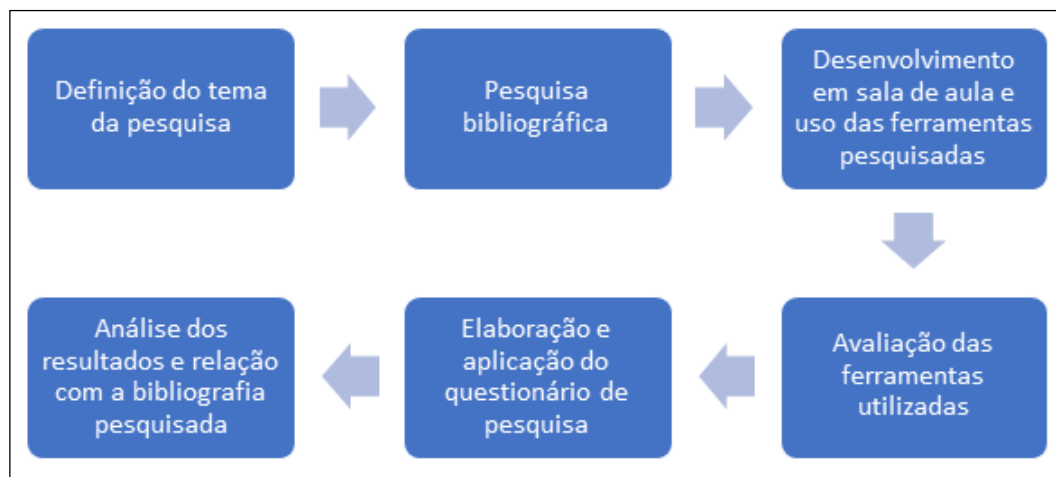 Definição do tema
da pesquisa
Pesquisa
bibliográfica
Desenvolvimento
em sala de aula e
uso das ferramentas
pesquisadas
Avaliação das
ferramentas
utilizadas
Elaboração e
aplicação do
questionário de
pesquisa
Análise dos
resultados e relação
com a bibliografia
pesquisada